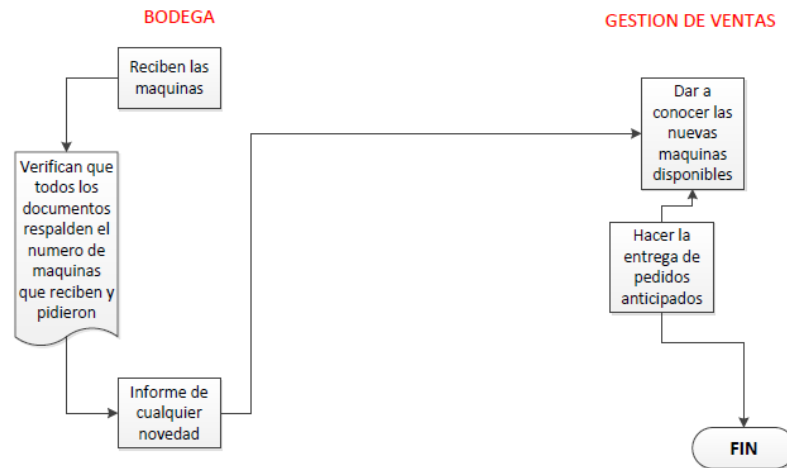 BODEGA
GESTION DE VENTAS
Reciben las
maquinas
Dar a
conocer las
nuevas
maquinas
disponibles
Verifican que
todos los
documentos
respalden el
numero de
maquinas
que reciben y
pidieron
Hacer la
entrega de
pedidos
anticipados
Informe de
cualquier
novedad
FIN